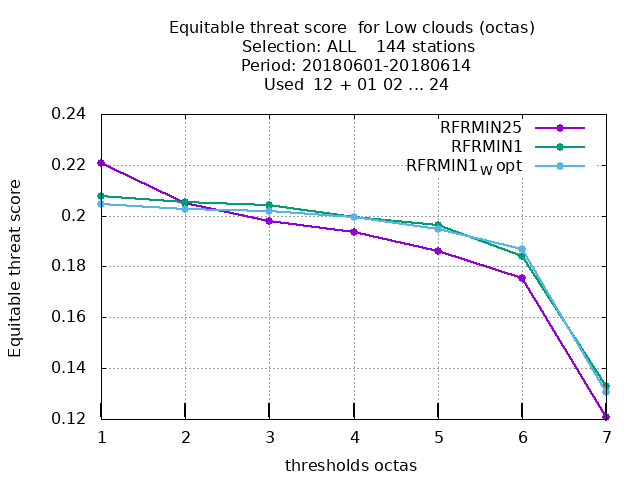 Equitable threat score for Low clouds (octas)
Selection: ALL 144 stations
Period: 20180601-20180614
Used 12 + 01 02 ... 24
RFRMIN25
RFRMIN1
RFRMIN1W opt
0.24
0.22
0.2
0.18
0.16
0.14
0.12
Equitable threat score
1 2 3 4 5 6 7
thresholds octas